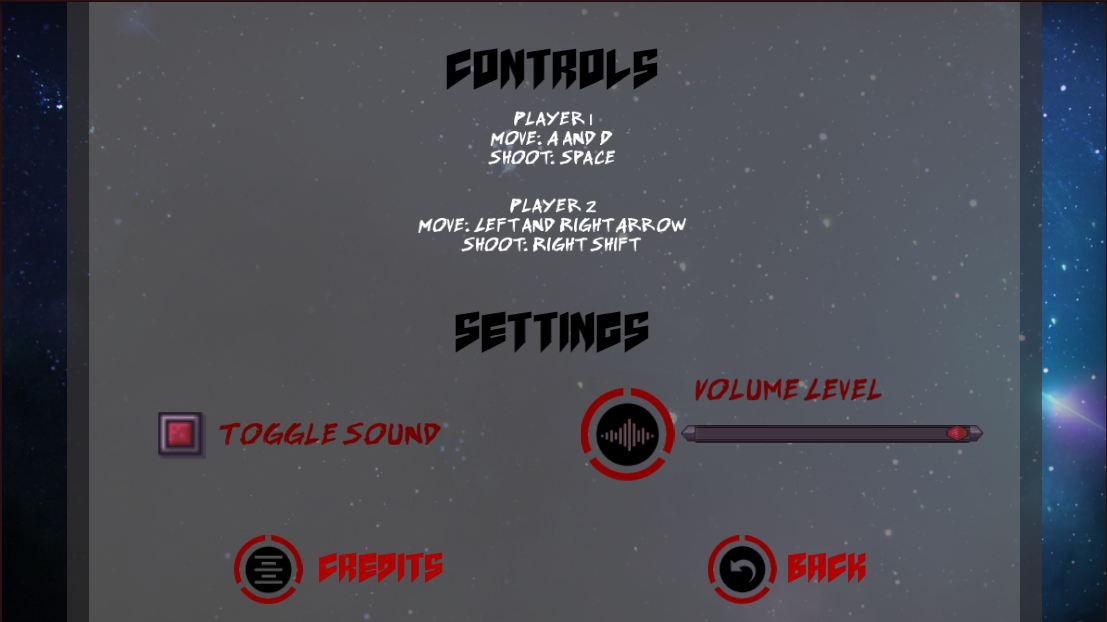 CONTROLS
PLAYER 1
MOVE: A AND D
SHOOT: SPACE
PLAYER 2
MOVE: LEFT AND RIGHT ARROW
SHOOT: RIGHT SHIFT
SETTINGS
VOLUME LEVEL
TOGGLE SOUND
CREDITS
BACK